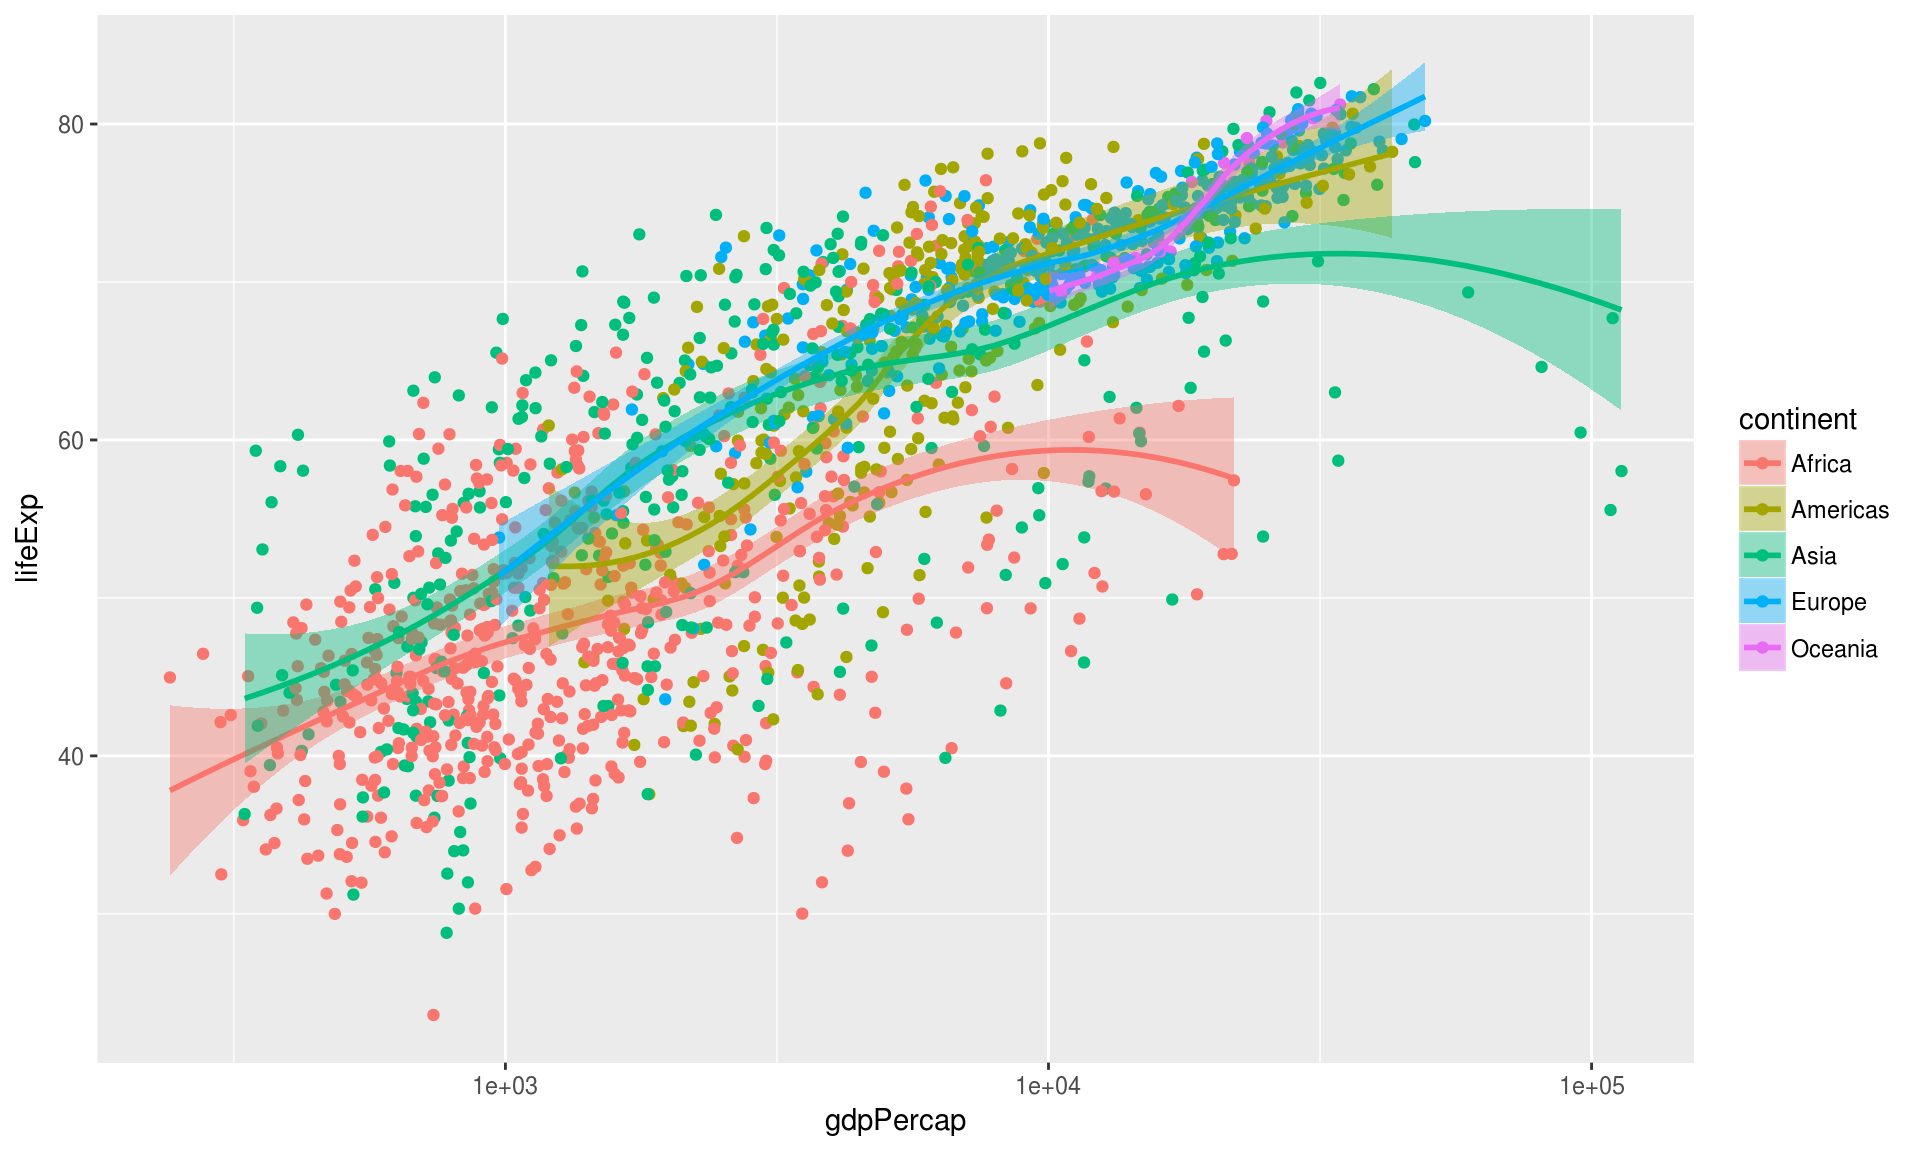 80
60
40
lifeExp
1e+03
1e+04
1e+05
gdpPercap
continent
Africa
Americas
Asia
Europe
Oceania